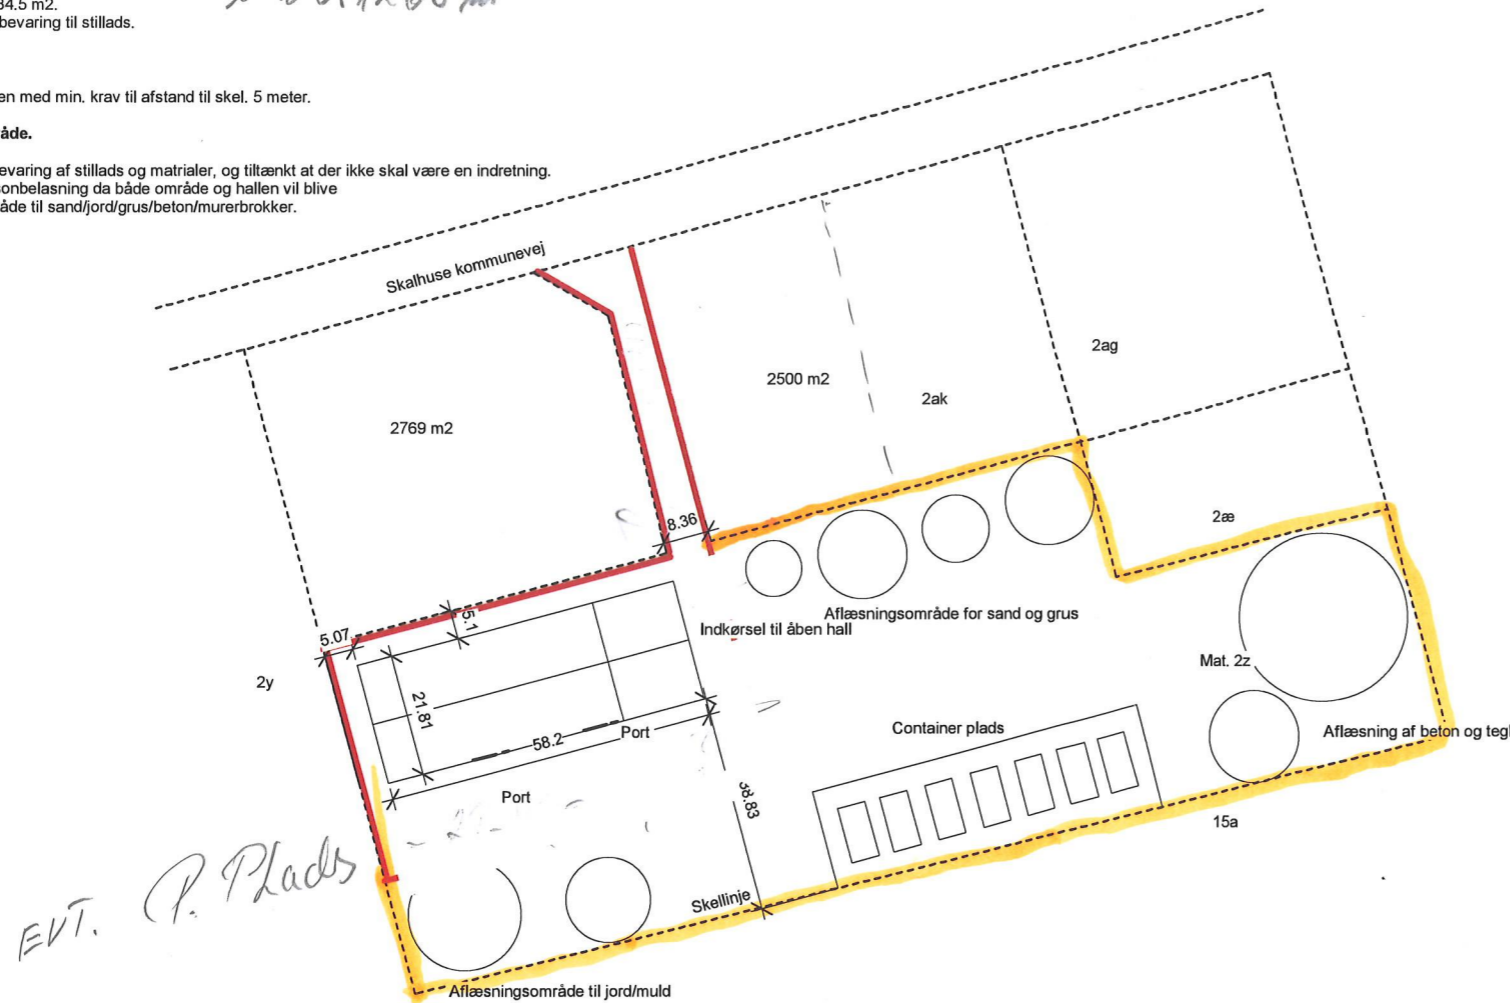 34.5 m2.
bevaring til stillads.
en med min. krav til afstand til skel. 5 meter.
åde.
evaring af stillads og matrialer, og tiltænkt at der ikke skal være en indretning.
sonbelasning da både område og hallen vil blive
åde til sand/jord/grus/beton/murerbrokker.
Skalhuse kommunevej
2769 m2
2500 m2
2ak
2ag
2æ
8.36
5.07
5.1
2y
21.81
58.2
Port
Port
Indkørsel til åben hall
Aflæsningsområde for sand og grus
Mat. 2z
Container plads
Aflæsning af beton og tegl
38.83
15a
Skellinje
EVT. P. Plads
Aflæsningsområde til jord/muld